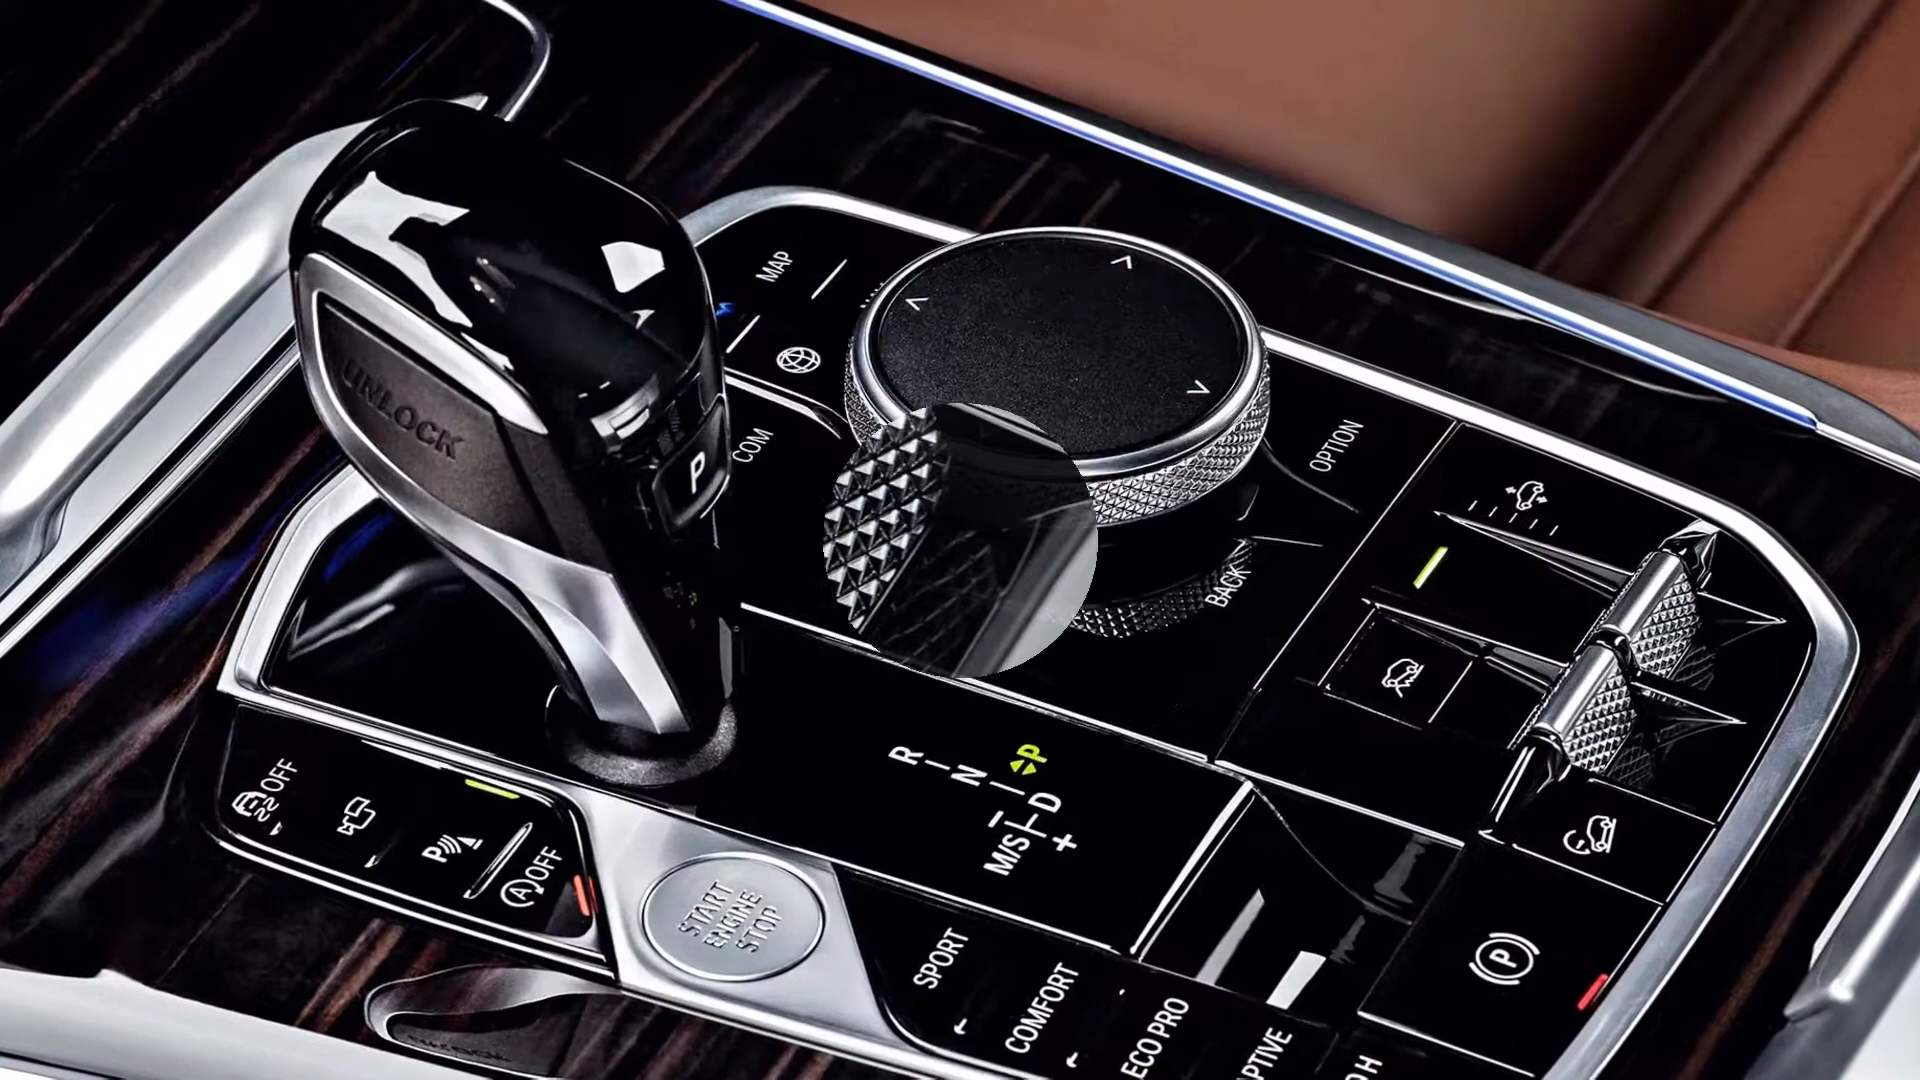 MAP
UNLOCK
P
COM
OPTION
BACK
R
N
P
D
M/S
+
OFF
P
A OFF
START
ENGINE
STOP
SPORT
COMFORT
ECO PRO
P